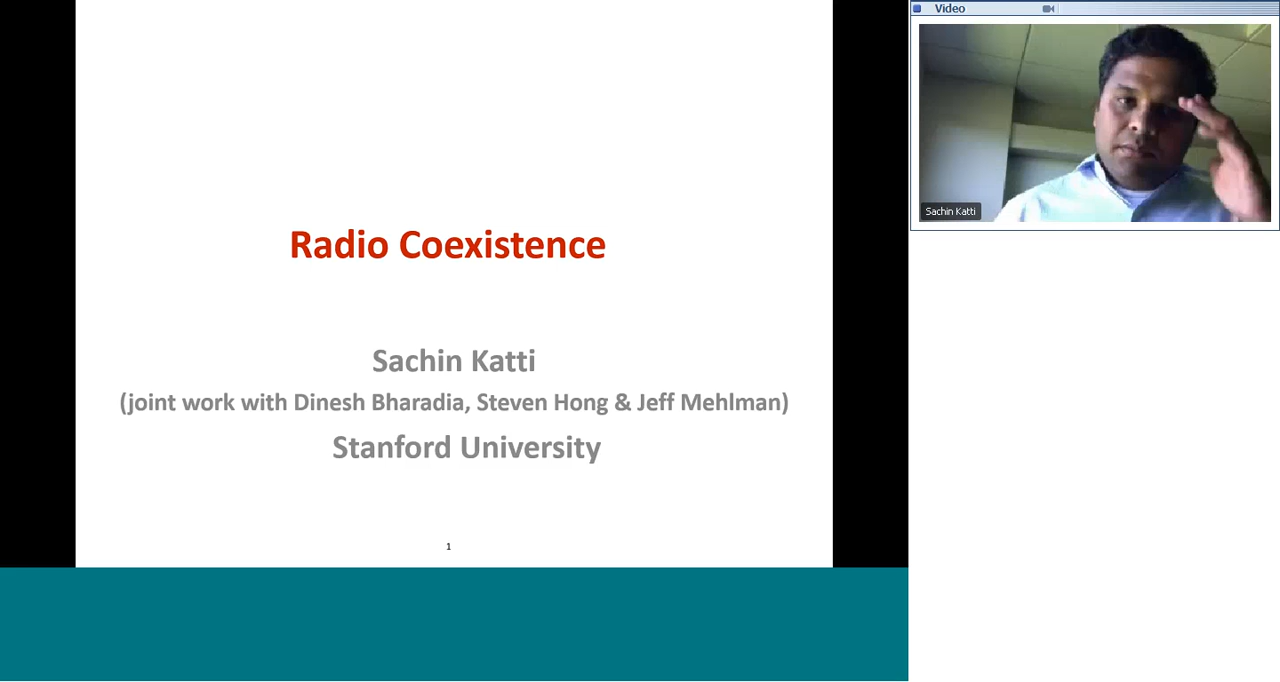 Video
Sachin Katti
Radio Coexistence
Sachin Katti
(joint work with Dinesh Bharadia, Steven Hong & Jeff Mehlman)
Stanford University
1